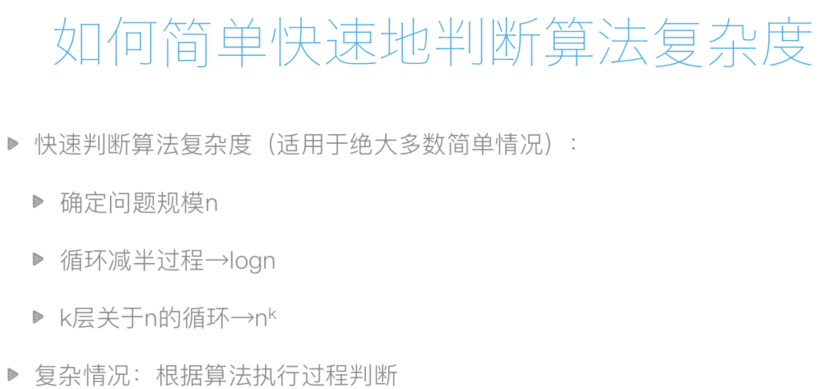 如何简单快速地判断算法复杂度
快速判断算法复杂度（适用于绝大多数简单情况）：
确定问题规模n
循环减半过程→logn
k层关于n的循环→nᵏ
复杂情况：根据算法执行过程判断